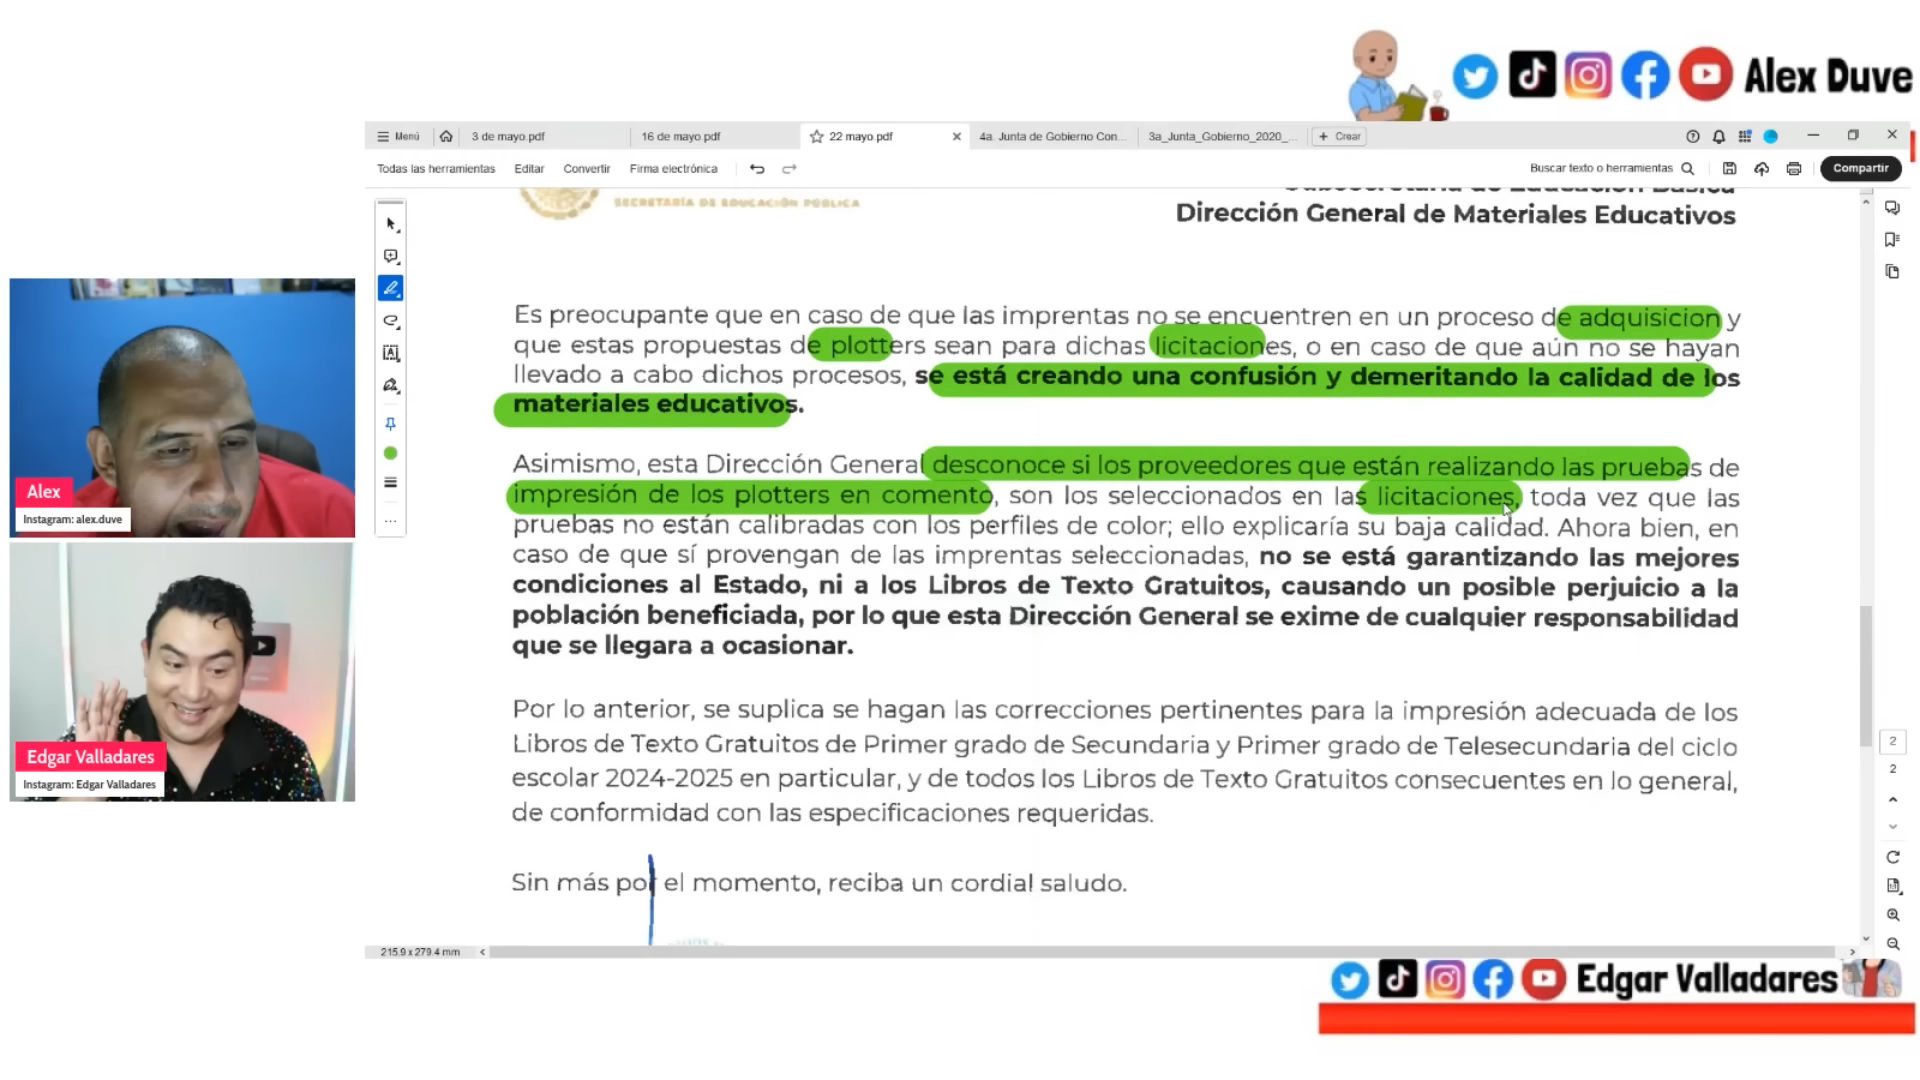 Alex Duve
Menú
3 de mayo.pdf
16 de mayo.pdf
22 mayo.pdf
4a. Junta de Gobierno Con...
3a_Junta_Gobierno_2020_...
+ Crear
Todas las herramientas
Editar
Convertir
Firma electrónica
Buscar texto o herramientas
Compartir
SECRETARÍA DE EDUCACIÓN PÚBLICA
Subsecretaría de Educación Básica
Dirección General de Materiales Educativos
Es preocupante que en caso de que las imprentas no se encuentren en un proceso de adquisicion y
que estas propuestas de plotters sean para dichas licitaciones, o en caso de que aún no se hayan
llevado a cabo dichos procesos, se está creando una confusión y demeritando la calidad de los
materiales educativos.
Asimismo, esta Dirección General desconoce si los proveedores que están realizando las pruebas de
impresión de los plotters en comento, son los seleccionados en las licitaciones, toda vez que las
pruebas no están calibradas con los perfiles de color; ello explicaría su baja calidad. Ahora bien, en
caso de que sí provengan de las imprentas seleccionadas, no se está garantizando las mejores
condiciones al Estado, ni a los Libros de Texto Gratuitos, causando un posible perjuicio a la
población beneficiada, por lo que esta Dirección General se exime de cualquier responsabilidad
que se llegara a ocasionar.
Por lo anterior, se suplica se hagan las correcciones pertinentes para la impresión adecuada de los
Libros de Texto Gratuitos de Primer grado de Secundaria y Primer grado de Telesecundaria del ciclo
escolar 2024-2025 en particular, y de todos los Libros de Texto Gratuitos consecuentes en lo general,
de conformidad con las especificaciones requeridas.
Sin más por el momento, reciba un cordial saludo.
2
2
215.9 x 279.4 mm
Alex
Instagram: alex.duve
Edgar Valladares
Instagram: Edgar Valladares
Edgar Valladares